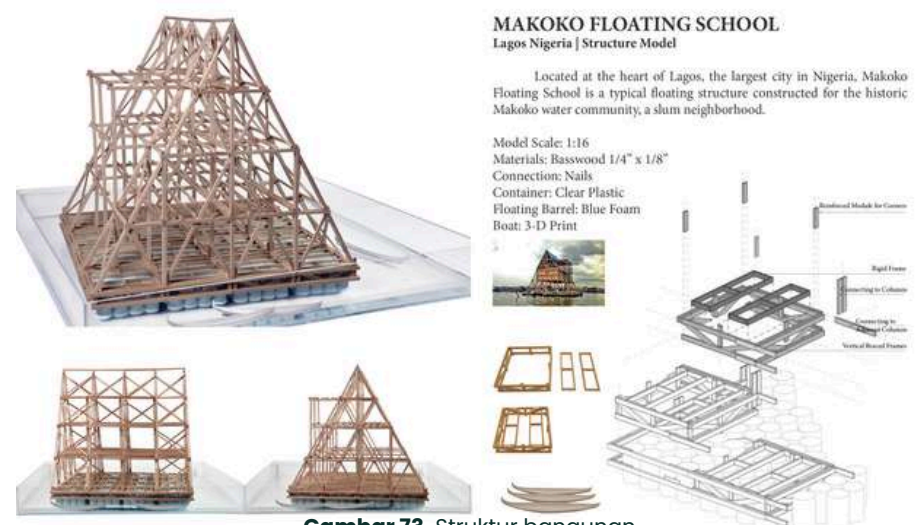 MAKOKO FLOATING SCHOOL
Lagos Nigeria | Structure Model
Located at the heart of Lagos, the largest city in Nigeria, Makoko
Floating School is a typical floating structure constructed for the historic
Makoko water community, a slum neighborhood.
Model Scale: 1:16
Materials: Basswood 1/4" x 1/8"
Connection: Nails
Container: Clear Plastic
Floating Barrel: Blue Foam
Boat: 3-D Print
Reinforced Module for Corners
Rigid Frame
Connecting to Columns
Connecting to
Columns
Vertical Braced Frames
Gambar 73. Struktur bangunan